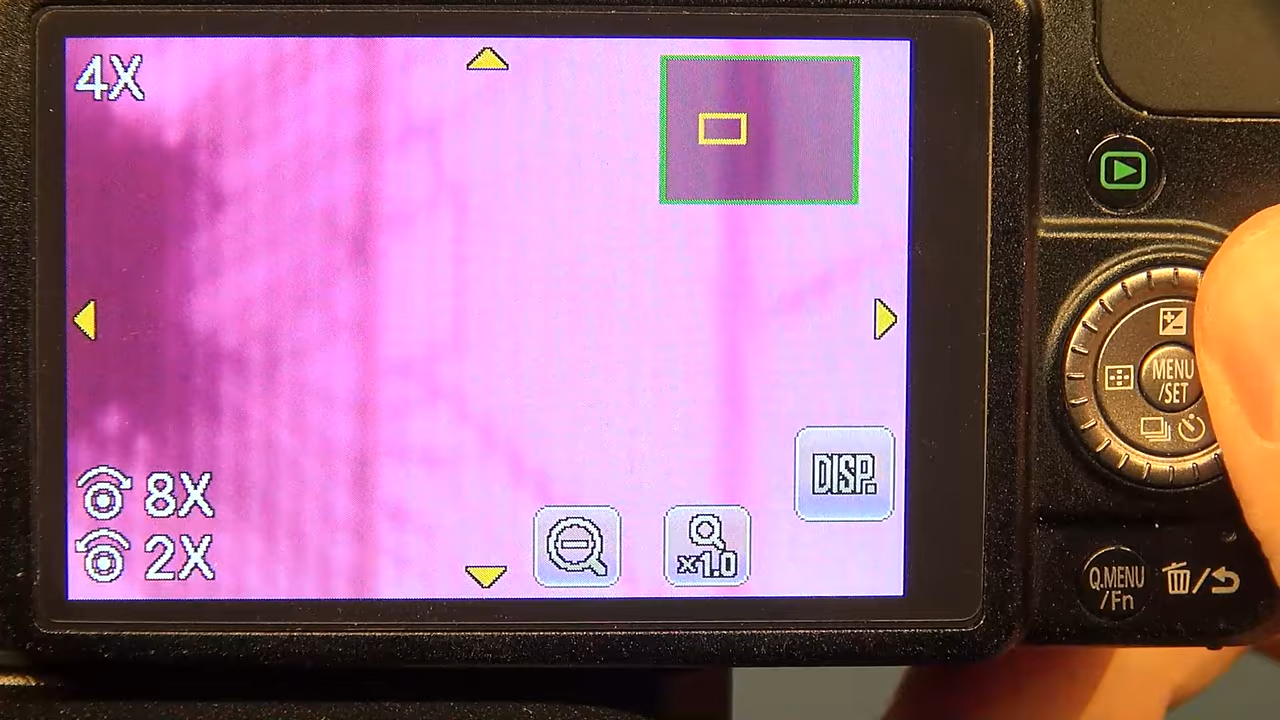 4X
8X
2X
x1.0
DISP.
MENU
/SET
Q.MENU
/Fn